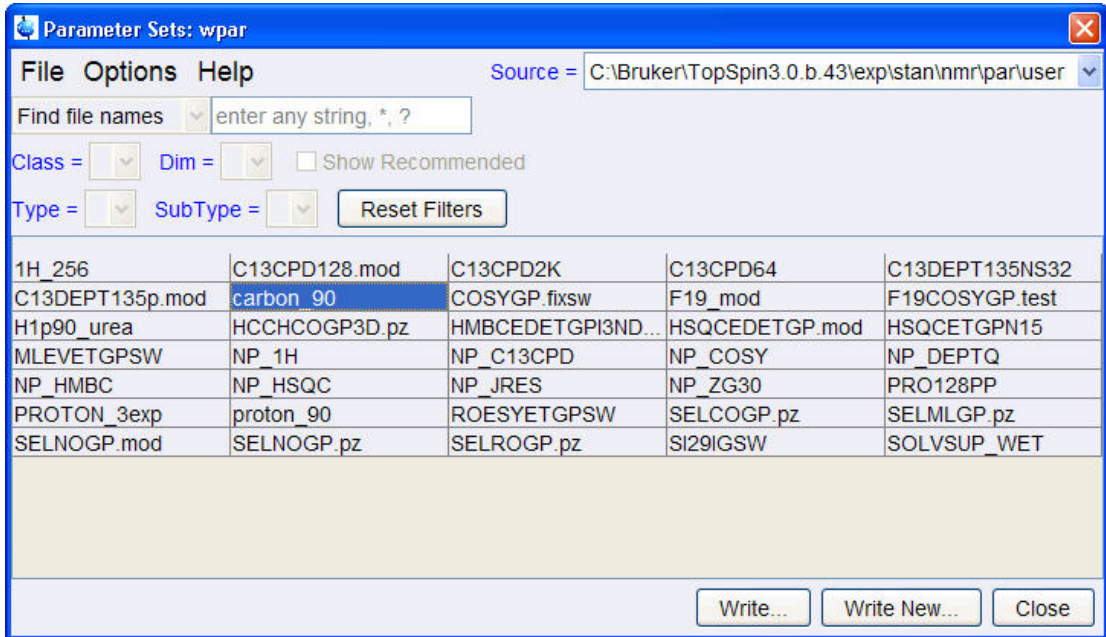 Parameter Sets: wpar
File Options Help Source = C:\Bruker\TopSpin3.0.b.43\exp\stan\nmr\par\user
Find file names enter any string, *, ?
Class = Dim = Show Recommended
Type = SubType = Reset Filters
1H_256 C13CPD128.mod C13CPD2K C13CPD64 C13DEPT135NS32
C13DEPT135p.mod carbon_90 COSYGP.fixsw F19_mod F19COSYGP.test
H1p90_urea HCCHCOGP3D.pz HMBCEDETGPI3ND... HSQCEDETGP.mod HSQCETGPN15
MLEVETGPSW NP_1H NP_C13CPD NP_COSY NP_DEPTQ
NP_HMBC NP_HSQC NP_JRES NP_ZG30 PRO128PP
PROTON_3exp proton_90 ROESYETGPSW SELCOGP.pz SELMLGP.pz
SELNOGP.mod SELNOGP.pz SELROGP.pz SI29IGSW SOLVSUP_WET
Write... Write New... Close